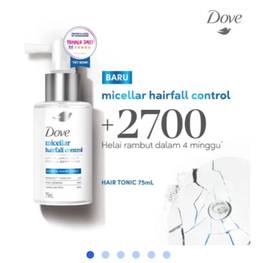 Dove
BARU
micellar hairfall control
+2700
Helai rambut dalam 4 minggu*
HAIR TONIC 75mL
Dove
micellar
hairfall control
75mL